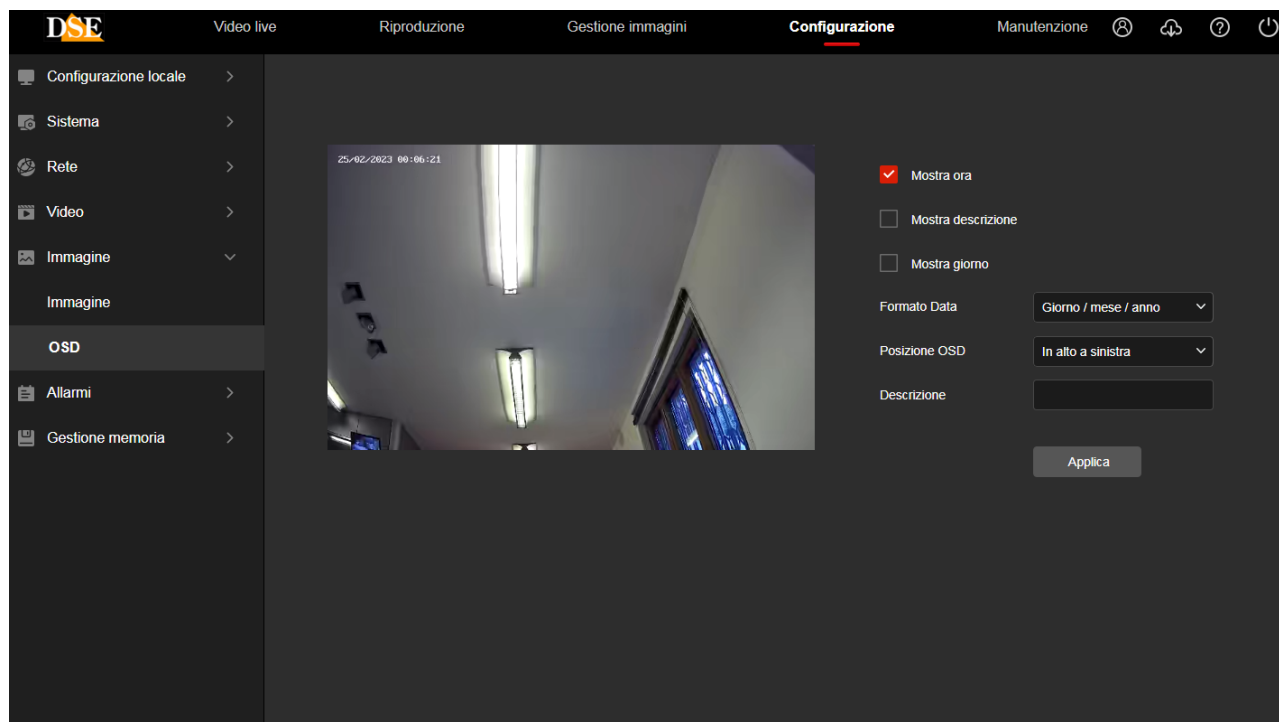 DSE
Video live
Riproduzione
Gestione immagini
Configurazione
Manutenzione
Configurazione locale
Sistema
Rete
Video
Immagine
Immagine
OSD
Allarmi
Gestione memoria
25/02/2023 00:06:21
Mostra ora
Mostra descrizione
Mostra giorno
Formato Data Giorno / mese / anno
Posizione OSD In alto a sinistra
Descrizione
Applica